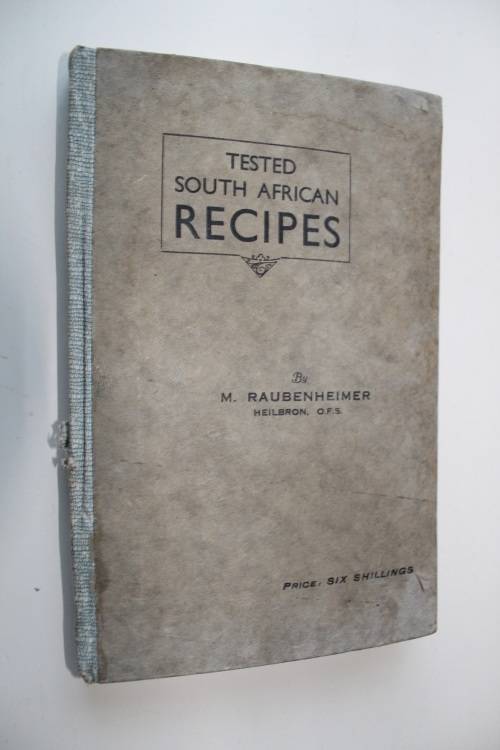 TESTED
SOUTH AFRICAN
RECIPES
By
M. RAUBENHEIMER
HEILBRON, O.F.S.
PRICE: SIX SHILLINGS